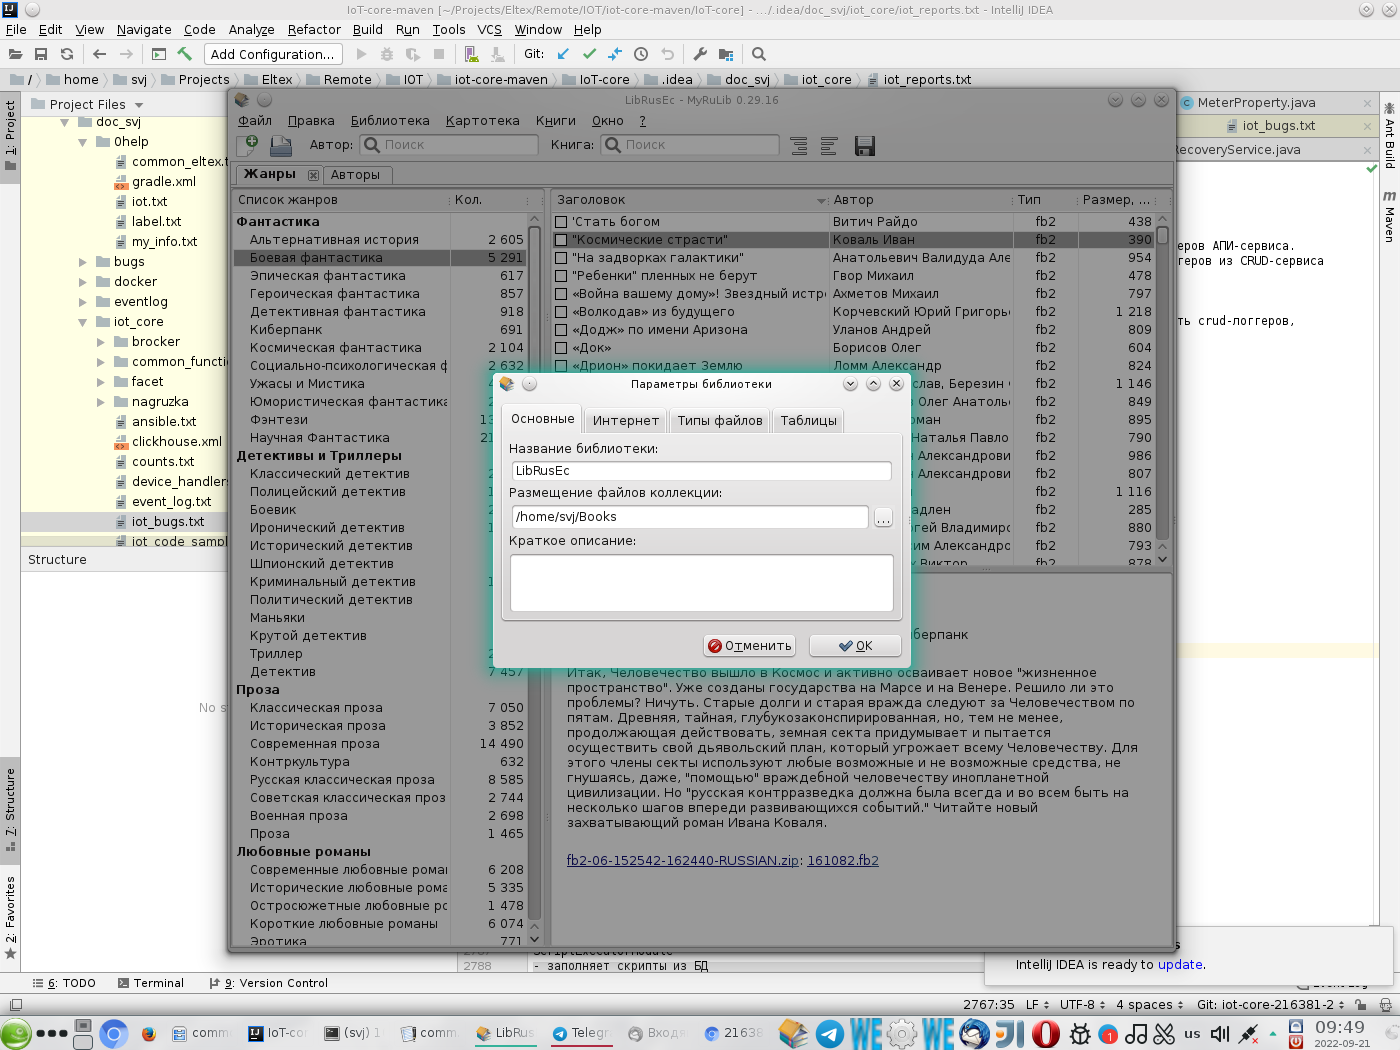 IoT-core-maven [~/Projects/Eltex/Remote/IOT/iot-core-maven/IoT-core] - .../.idea/doc_svj/iot_core/iot_reports.txt - IntelliJ IDEA
File Edit View Navigate Code Analyze Refactor Build Run Tools VCS Window Help
Add Configuration... Git:
/ home svj Projects Eltex Remote IOT iot-core-maven IoT-core .idea doc_svj iot_core iot_reports.txt
1: Project
7: Structure
2: Favorites
Project Files
doc_svj
0help
common_eltex.t
gradle.xml
iot.txt
label.txt
my_info.txt
bugs
docker
eventlog
iot_core
brocker
common_functi
facet
nagruzka
ansible.txt
clickhouse.xml
counts.txt
device_handler
event_log.txt
iot_bugs.txt
iot_code_sampl
Structure
No s
MeterProperty.java
iot_bugs.txt
RecoveryService.java
Ant Build
Maven
еров АПИ-сервиса.
геров из CRUD-сервиса
ть crud-логгеров,
LibRusEc - MyRuLib 0.29.16
Файл Правка Библиотека Картотека Книги Окно ?
Автор: Поиск Книга: Поиск
Жанры Авторы
Список жанров Кол.
Фантастика
Альтернативная история 2 605
Боевая фантастика 5 291
Эпическая фантастика 617
Героическая фантастика 857
Детективная фантастика 918
Киберпанк 691
Космическая фантастика 2 104
Социально-психологическая ф 2 632
Ужасы и Мистика
Юмористическая фантастика
Фэнтези 13
Научная Фантастика 21
Детективы и Триллеры
Классический детектив
Полицейский детектив
Боевик
Иронический детектив
Исторический детектив
Шпионский детектив
Криминальный детектив
Политический детектив
Маньяки
Крутой детектив
Триллер
Детектив 7 457
Проза
Классическая проза 7 050
Историческая проза 3 852
Современная проза 14 490
Контркультура 632
Русская классическая проза 8 585
Советская классическая проз 2 744
Военная проза 2 698
Проза 1 465
Любовные романы
Современные любовные рома 6 208
Исторические любовные рома 5 335
Остросюжетные любовные рс 1 478
Короткие любовные романы 6 074
Эротика 771
Заголовок Автор Тип Размер, ...
'Стать богом Витич Райдо fb2 438
"Космические страсти" Коваль Иван fb2 390
"На задворках галактики" Анатольевич Валидуда Але fb2 954
"Ребенки" пленных не берут Гвор Михаил fb2 478
«Война вашему дому»! Звездный истр Ахметов Михаил fb2 797
«Волкодав» из будущего Корчевский Юрий Григорь fb2 1 218
«Додж» по имени Аризона Уланов Андрей fb2 809
«Док» Борисов Олег fb2 604
«Дрион» покидает Землю Ломм Александр fb2 824
слав, Березин fb2 1 146
Олег Анатоль fb2 849
ман fb2 895
Наталья Павло fb2 790
н Александрови fb2 986
н Александрови fb2 807
fb2 1 116
адлен fb2 285
гей Владимирс fb2 880
им Александрс fb2 793
к Виктор fb2 878
Параметры библиотеки
Основные Интернет Типы файлов Таблицы
Название библиотеки:
LibRusEc
Размещение файлов коллекции:
/home/svj/Books
...
Краткое описание:
Отменить OK
берпанк
Итак, Человечество вышло в Космос и активно осваивает новое "жизненное
пространство". Уже созданы государства на Марсе и на Венере. Решило ли это
проблемы? Ничуть. Старые долги и старая вражда следуют за Человечеством по
пятам. Древняя, тайная, глубукозаконспирированная, но, тем не менее,
продолжающая действовать, земная секта придумывает и пытается
осуществить свой дьявольский план, который угрожает всему Человечеству. Для
этого члены секты используют любые возможные и не возможные средства, не
гнушаясь, даже, "помощью" враждебной человечеству инопланетной
цивилизации. Но "русская контрразведка должна была всегда и во всем быть на
несколько шагов впереди развивающихся событий." Читайте новый
захватывающий роман Ивана Коваля.
fb2-06-152542-162440-RUSSIAN.zip: 161082.fb2
2788 - заполняет скрипты из БД
s
IntelliJ IDEA is ready to update.
6: TODO Terminal 9: Version Control
2767:35 LF UTF-8 4 spaces Git: iot-core-216381-2
comm IoT-co (svj) 1 comm LibRus Telegr Входя 21638 WE WE JI 1 us 09:49
2022-09-21